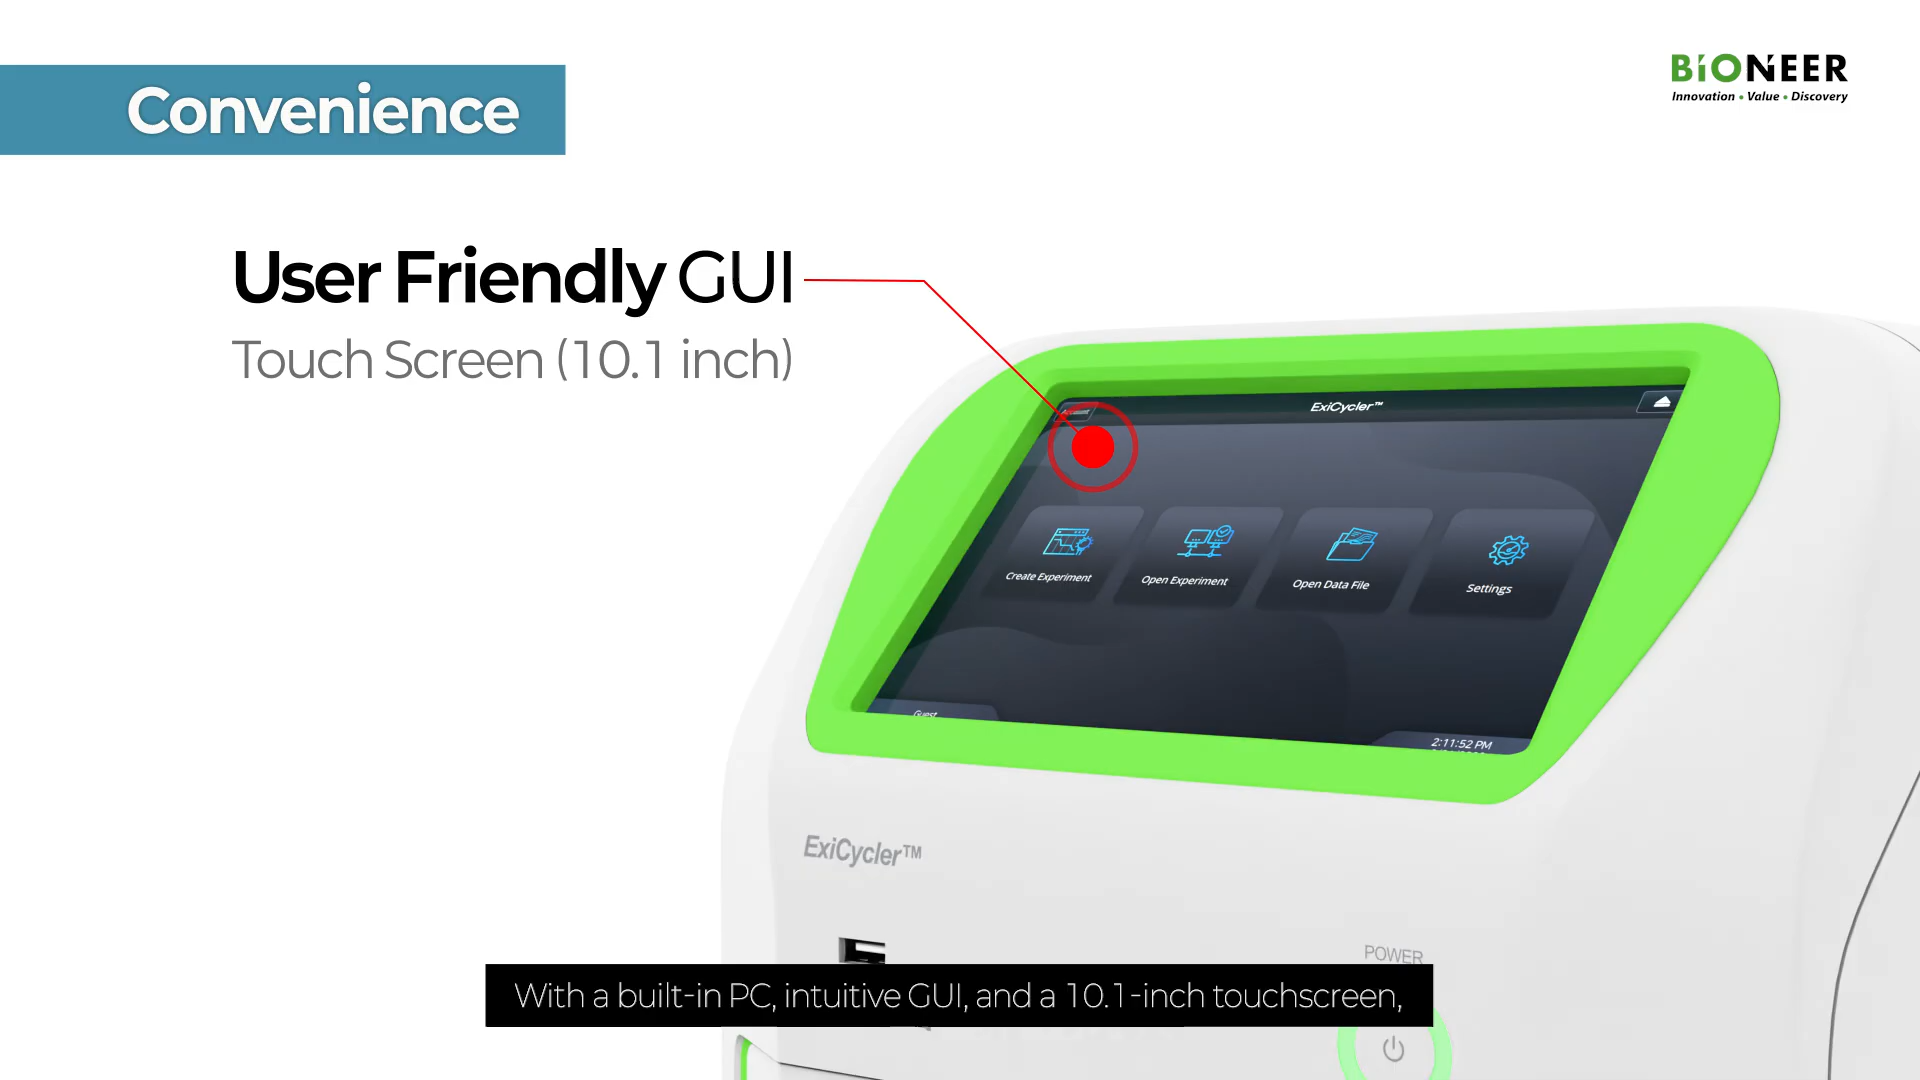 Convenience
BiONEER
Innovation • Value • Discovery
User Friendly GUI
Touch Screen (10.1 inch)
Account
ExiCycler™
Create Experiment
Open Experiment
Open Data File
Settings
Guest
2:11:52 PM
ExiCycler™
POWER
With a built-in PC, intuitive GUI, and a 10.1-inch touchscreen,